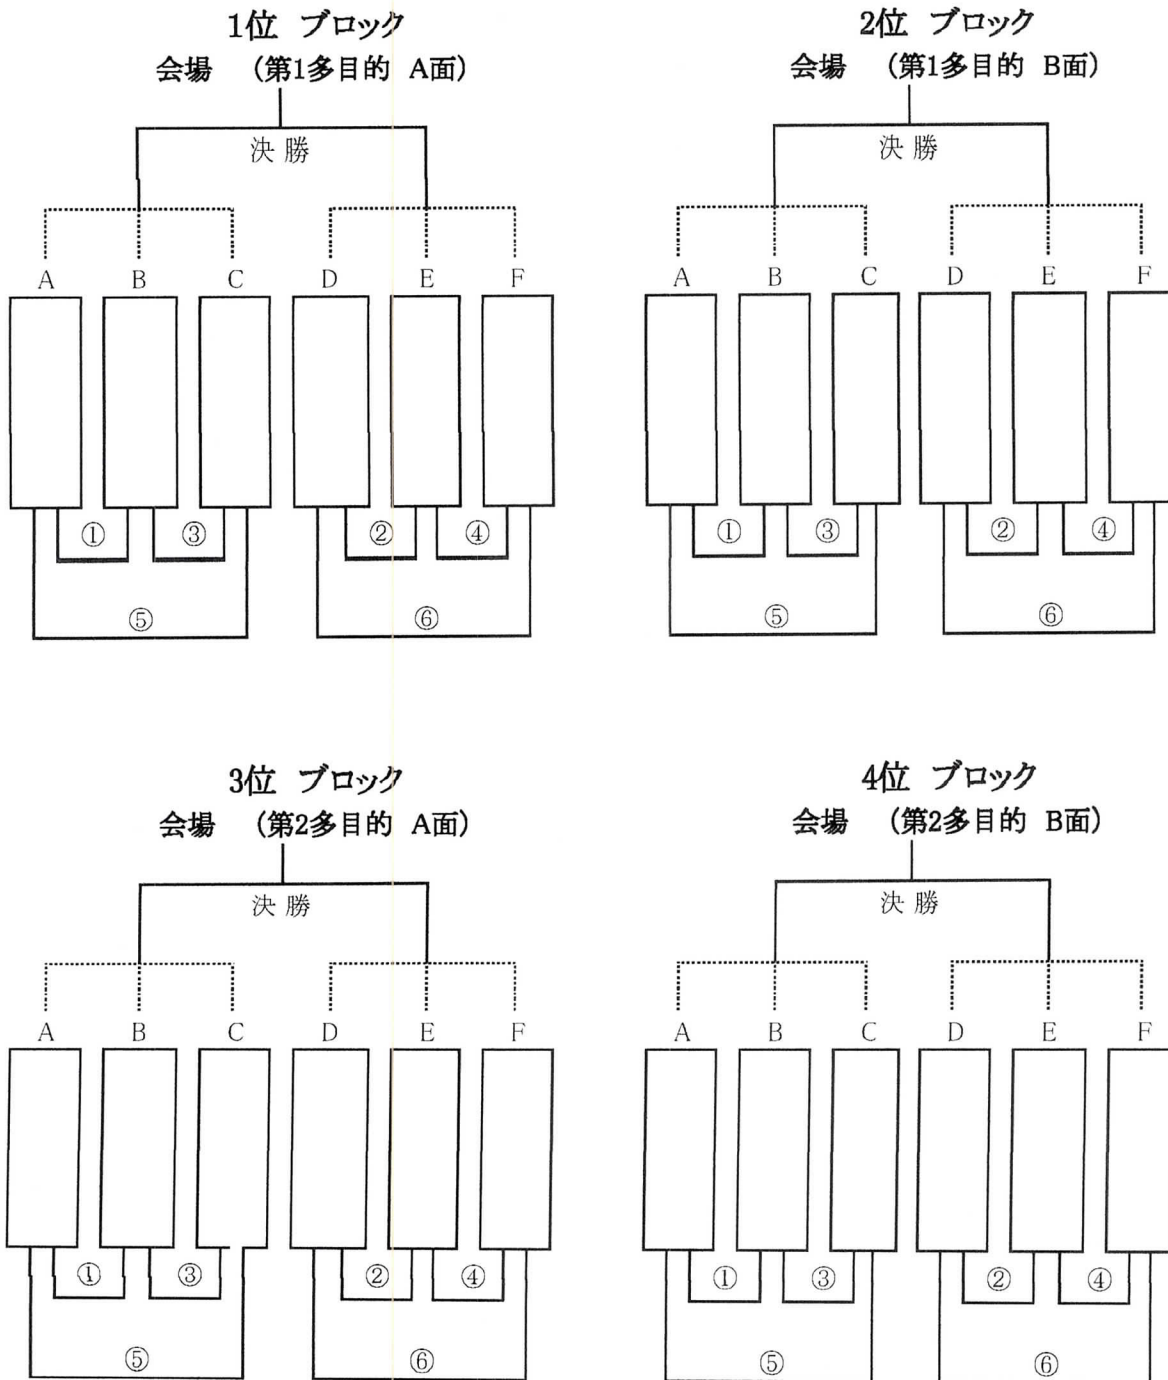 1位 ブロック
会場 （第1多目的 A面）
決 勝
A B C D E F
① ③ ② ④
⑤ ⑥
2位 ブロック
会場 （第1多目的 B面）
決 勝
A B C D E F
① ③ ② ④
⑤ ⑥
3位 ブロック
会場 （第2多目的 A面）
決 勝
A B C D E F
① ③ ② ④
⑤ ⑥
4位 ブロック
会場 （第2多目的 B面）
決 勝
A B C D E F
① ③ ② ④
⑤ ⑥